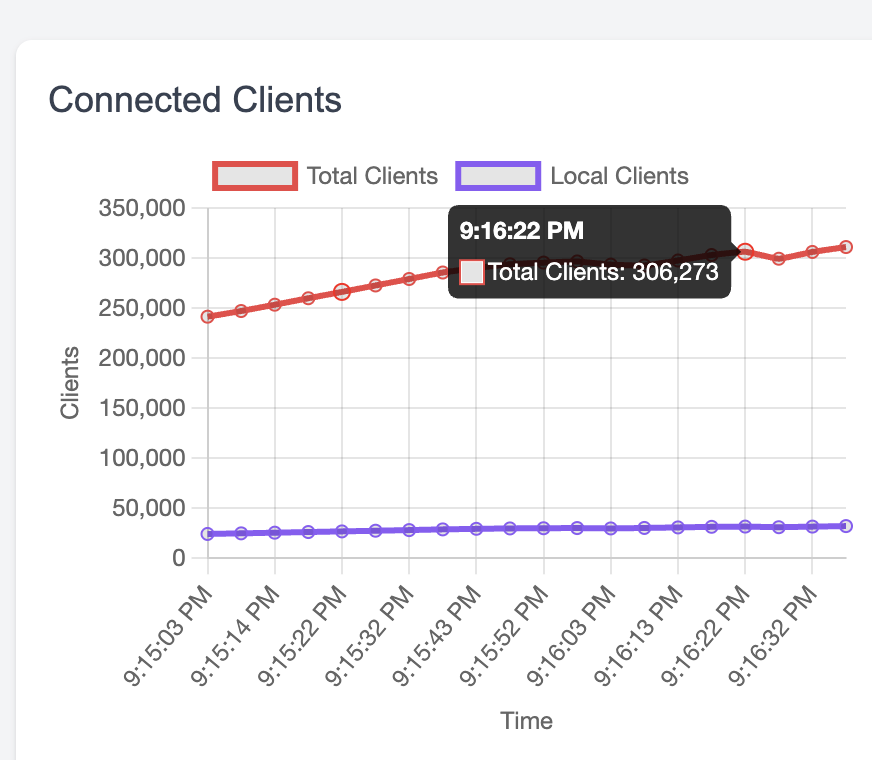 Connected Clients
Total Clients
Local Clients
350,000
300,000
250,000
200,000
150,000
100,000
50,000
0
Clients
9:16:22 PM
Total Clients: 306,273
9:15:03 PM
9:15:14 PM
9:15:22 PM
9:15:32 PM
9:15:43 PM
9:15:52 PM
9:16:03 PM
9:16:13 PM
9:16:22 PM
9:16:32 PM
Time